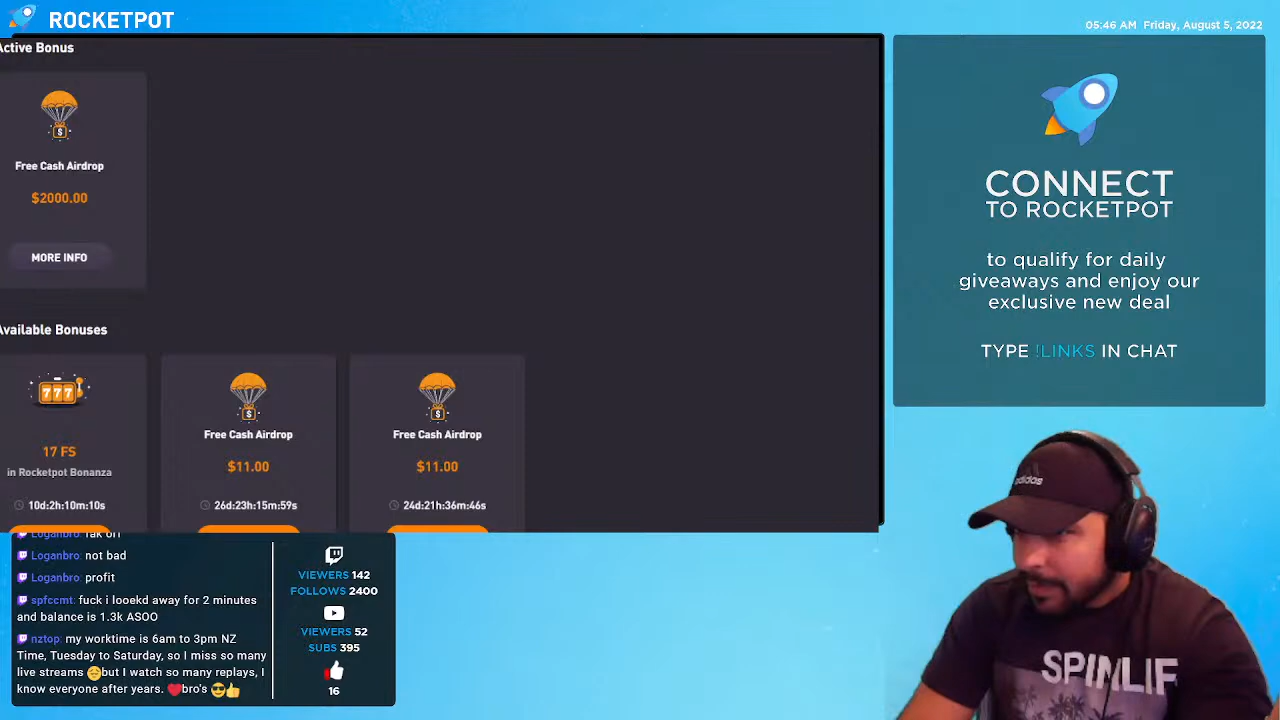 ROCKETPOT
05:46 AM Friday, August 5, 2022
Active Bonus
Free Cash Airdrop
$2000.00
MORE INFO
Available Bonuses
777
17 FS
in Rocketpot Bonanza
10d:2h:10m:10s
Free Cash Airdrop
$11.00
26d:23h:15m:59s
Free Cash Airdrop
$11.00
24d:21h:36m:46s
CONNECT
TO ROCKETPOT
to qualify for daily
giveaways and enjoy our
exclusive new deal
TYPE !LINKS IN CHAT
Loganbro:
Loganbro: not bad
Loganbro: profit
spfccmt: fuck i looekd away for 2 minutes
and balance is 1.3k ASOO
nztop: my worktime is 6am to 3pm NZ
Time, Tuesday to Saturday, so I miss so many
live streams 😔but I watch so many replays, I
know everyone after years. ❤️bro's 😎👍
VIEWERS 142
FOLLOWS 2400
VIEWERS 52
SUBS 395
16
adidas
SPINLIF